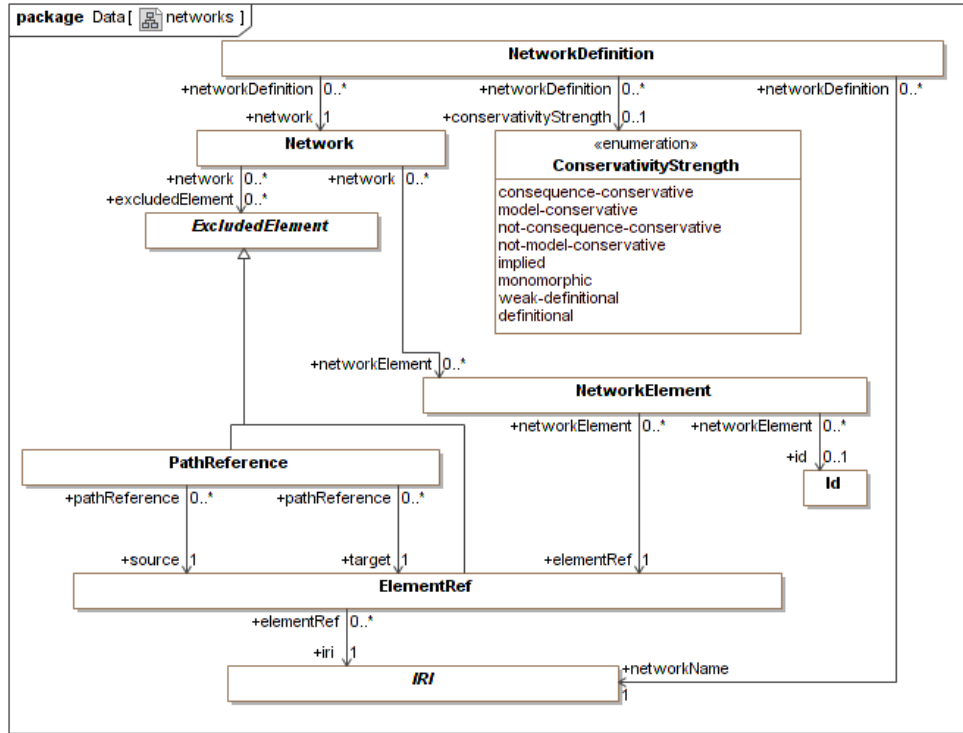 package Data[ networks ]
NetworkDefinition
+networkDefinition 0..* +networkDefinition 0..* +networkDefinition 0..*
+network 1 +conservativityStrength 0..1
Network
«enumeration»
ConservativityStrength
consequence-conservative
model-conservative
not-consequence-conservative
not-model-conservative
implied
monomorphic
weak-definitional
definitional
+network 0..* +network 0..*
+excludedElement 0..*
ExcludedElement
+networkElement 0..*
NetworkElement
+networkElement 0..* +networkElement 0..*
+id 0..1
Id
PathReference
+pathReference 0..* +pathReference 0..*
+source 1 +target 1 +elementRef 1
ElementRef
+elementRef 0..*
+iri 1
IRI
+networkName
1